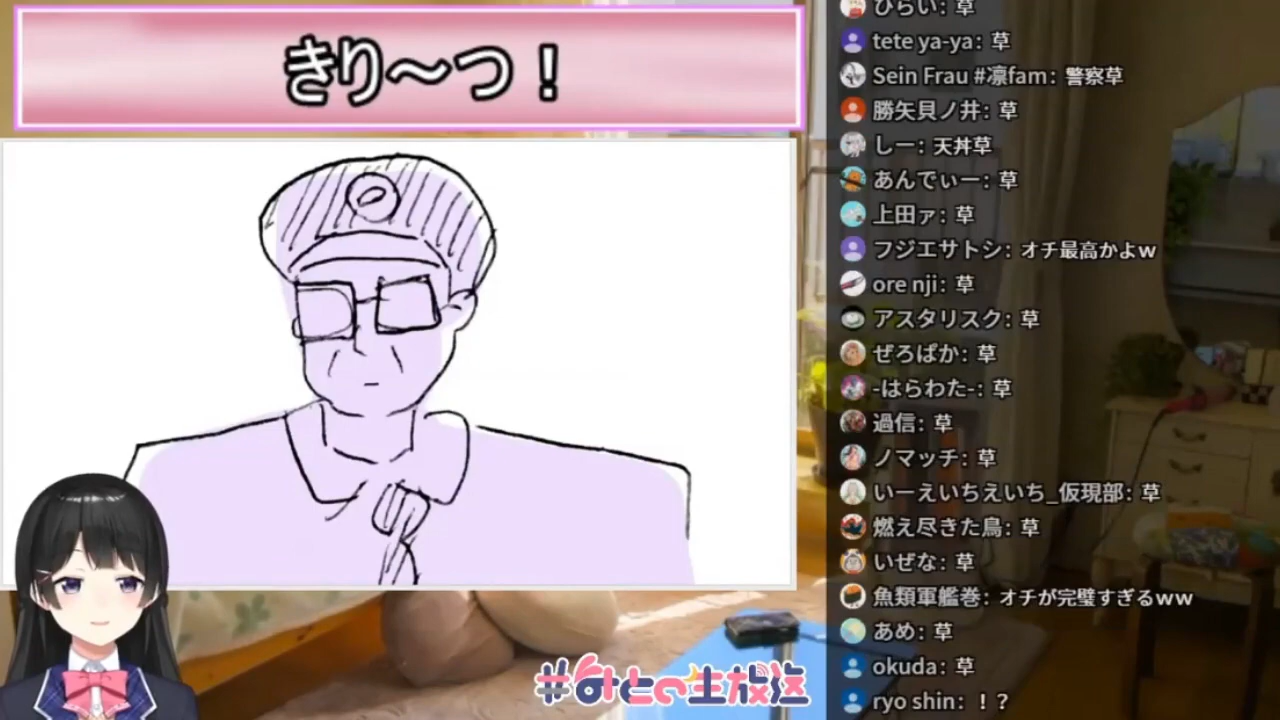 きり～つ！
ひらい: 草
tete ya-ya: 草
Sein Frau #凛fam: 警察草
勝矢貝ノ井: 草
しー: 天丼草
あんでぃー: 草
上田ァ: 草
フジエサトシ: オチ最高かよw
ore nji: 草
アスタリスク: 草
ぜろぱか: 草
-はらわた-: 草
過信: 草
ノマッチ: 草
いーえいちえいち_仮現部: 草
燃え尽きた鳥: 草
いぜな: 草
魚類軍艦巻: オチが完璧すぎるww
あめ: 草
okuda: 草
ryo shin: ！？
#みとの生放送